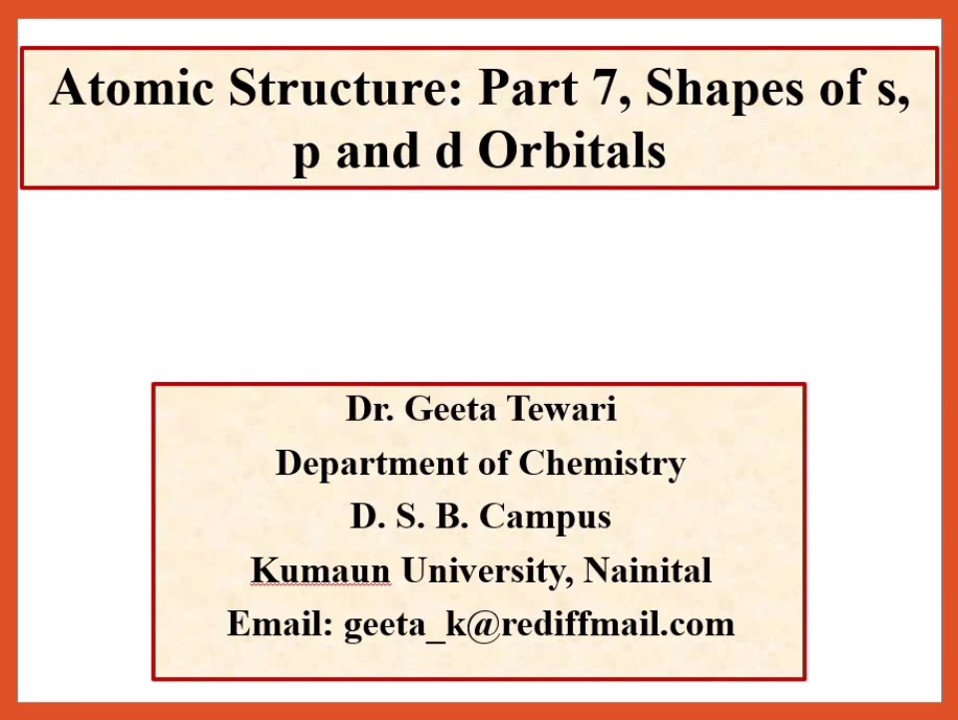 Atomic Structure: Part 7, Shapes of s,
p and d Orbitals
Dr. Geeta Tewari
Department of Chemistry
D. S. B. Campus
Kumaun University, Nainital
Email: geeta_k@rediffmail.com